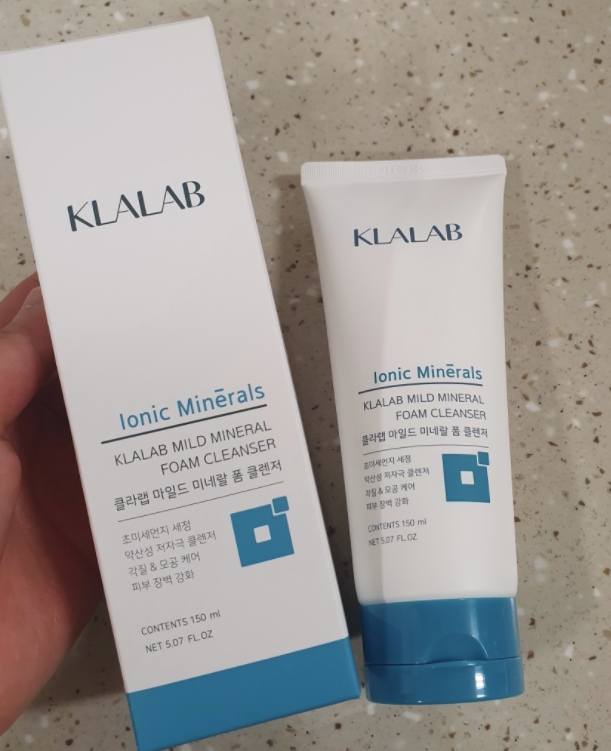 KLALAB
Ionic Minērals
KLALAB MILD MINERAL
FOAM CLEANSER
클라랩 마일드 미네랄 폼 클렌저
초미세먼지 세정
약산성 저자극 클렌저
각질 & 모공 케어
피부 장벽 강화
CONTENTS 150 ml
NET 5.07 FL.OZ
KLALAB
Ionic Minērals
KLALAB MILD MINERAL
FOAM CLEANSER
클라랩 마일드 미네랄 폼 클렌저
초미세먼지 세정
약산성 저자극 클렌저
각질 & 모공 케어
피부 장벽 강화
CONTENTS 150 ml
NET 5.07 FL.OZ